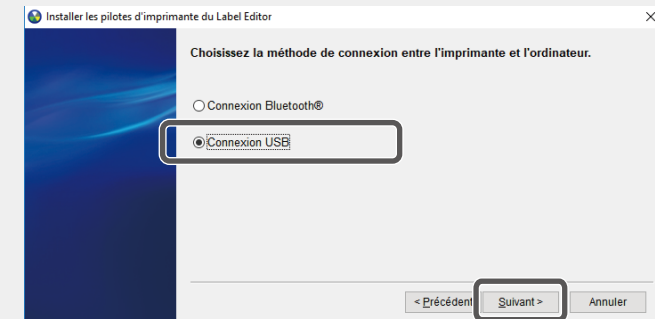 Installer les pilotes d'imprimante du Label Editor
Choisissez la méthode de connexion entre l'imprimante et l'ordinateur.
Connexion Bluetooth®
Connexion USB
< Précédent Suivant > Annuler